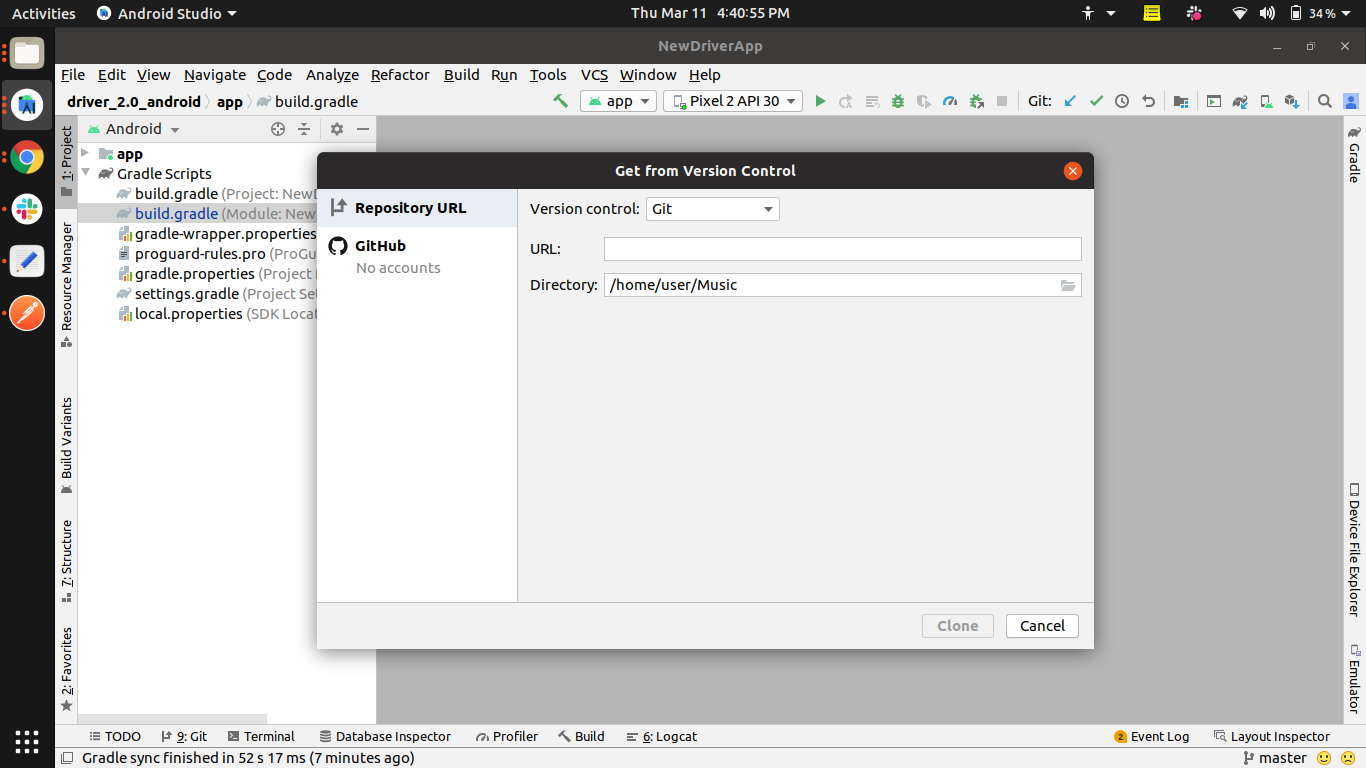 Activities
Android Studio
Thu Mar 11 4:40:55 PM
34%
NewDriverApp
File Edit View Navigate Code Analyze Refactor Build Run Tools VCS Window Help
driver_2.0_android app build.gradle
app
Pixel 2 API 30
Git:
1: Project
Resource Manager
Build Variants
7: Structure
2: Favorites
Android
app
Gradle Scripts
build.gradle (Project: NewD
build.gradle (Module: New
gradle-wrapper.properties
proguard-rules.pro (ProGu
gradle.properties (Project
settings.gradle (Project Set
local.properties (SDK Locat
Get from Version Control
Repository URL
GitHub
No accounts
Version control: Git
URL:
Directory: /home/user/Music
Clone Cancel
Gradle
Device File Explorer
Emulator
TODO 9: Git Terminal Database Inspector Profiler Build 6: Logcat 2 Event Log Layout Inspector
Gradle sync finished in 52 s 17 ms (7 minutes ago)
master